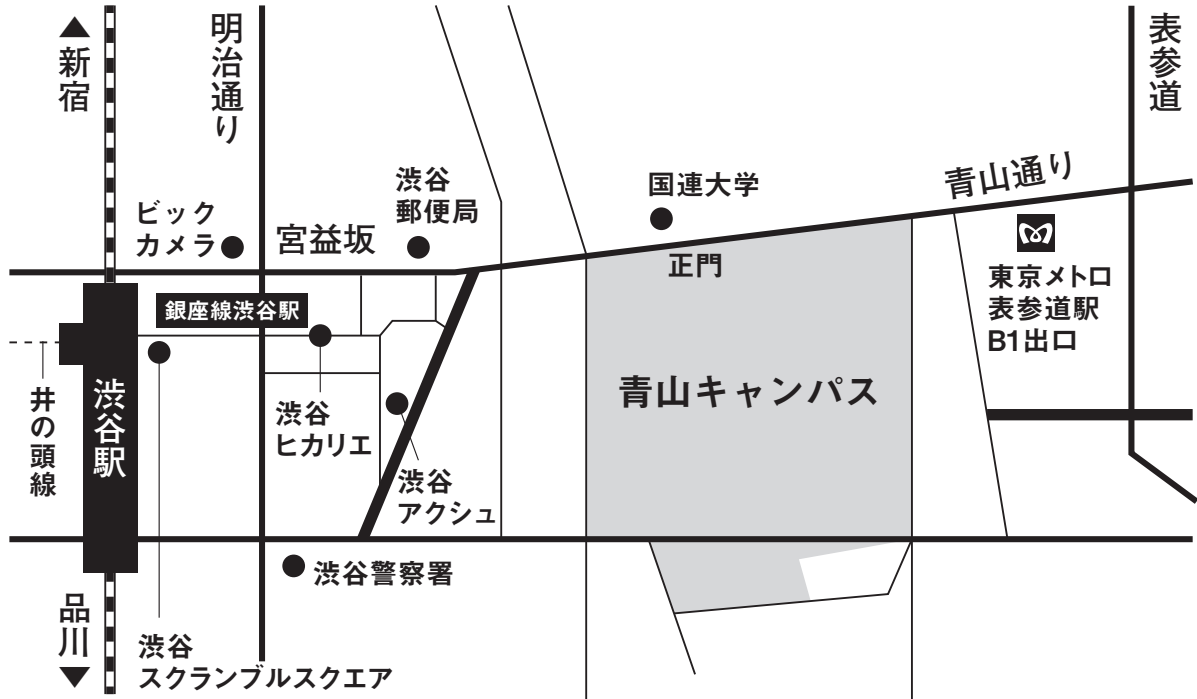 ▲新宿
明治通り
表参道
ビック
カメラ
宮益坂
渋谷
郵便局
国連大学
青山通り
正門
東京メトロ
表参道駅
B1出口
銀座線渋谷駅
青山キャンパス
井の頭線
渋谷駅
渋谷
ヒカリエ
渋谷
アクシュ
渋谷警察署
品川▼
渋谷
スクランブルスクエア